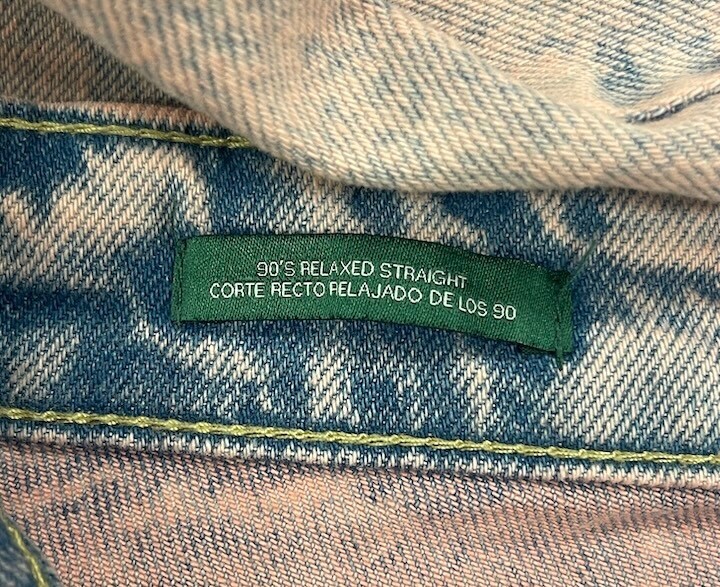 90'S RELAXED STRAIGHT
CORTE RECTO RELAJADO DE LOS 90